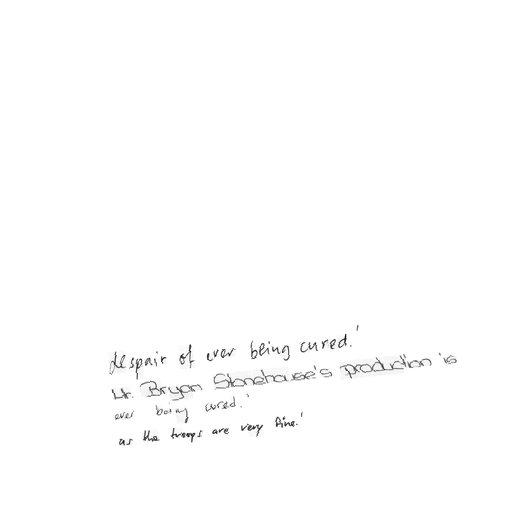 despair of ever being cured.'
Mr. Bryan Stonehouse's production is
ever being cured.'
as the troops are very fine.'